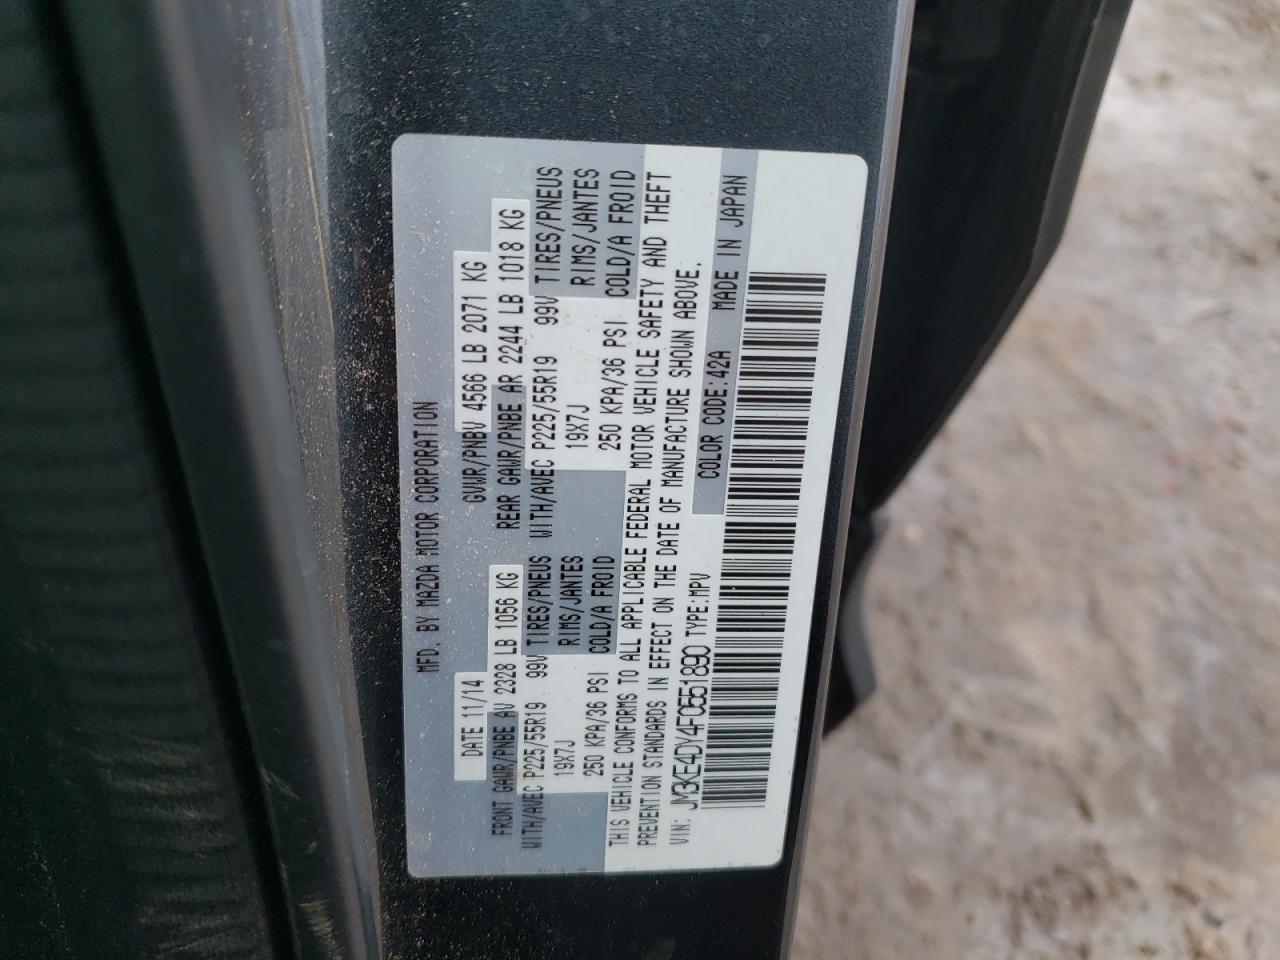 MFD. BY MAZDA MOTOR CORPORATION
DATE 11/14 GVWR/PNBV 4566 LB 2071 KG
FRONT GAWR/PNBE AV 2328 LB 1056 KG REAR GAWR/PNBE AR 2244 LB 1018 KG
WITH/AVEC P225/55R19 99V TIRES/PNEUS WITH/AVEC P225/55R19 99V TIRES/PNEUS
19X7J RIMS/JANTES 19X7J RIMS/JANTES
250 KPA/36 PSI COLD/A FROID 250 KPA/36 PSI COLD/A FROID
THIS VEHICLE CONFORMS TO ALL APPLICABLE FEDERAL MOTOR VEHICLE SAFETY AND THEFT
PREVENTION STANDARDS IN EFFECT ON THE DATE OF MANUFACTURE SHOWN ABOVE.
VIN: JM3KE4DY4F0551890 TYPE:MPV COLOR CODE:42A MADE IN JAPAN